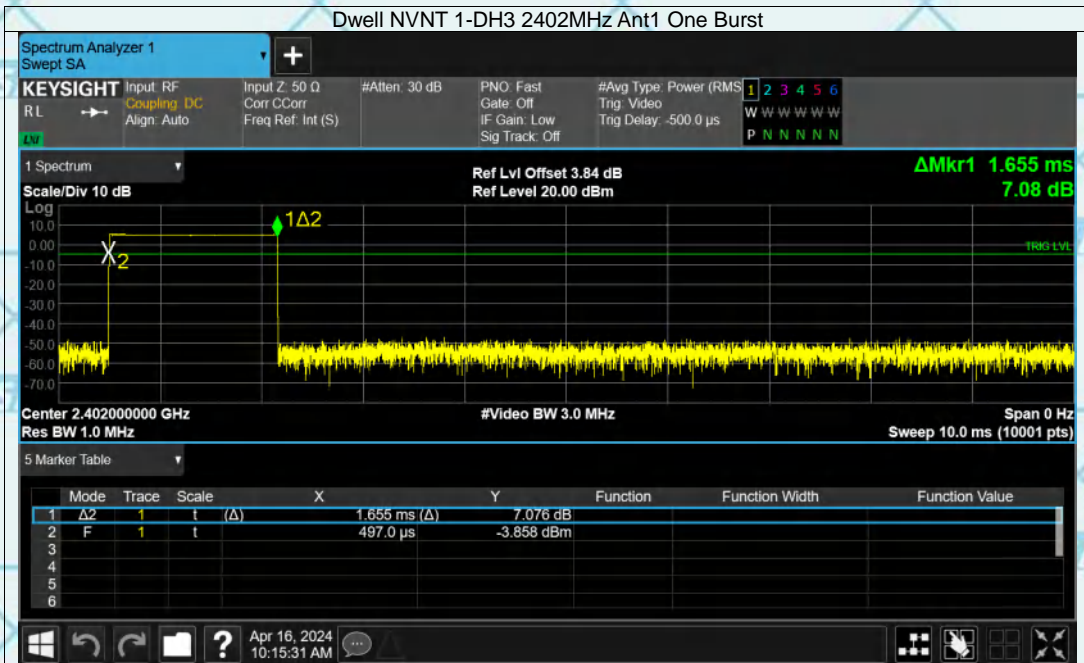 Dwell NVNT 1-DH3 2402MHz Ant1 One Burst
Spectrum Analyzer 1
Swept SA
KEYSIGHT
RL
LNI
Input: RF
Coupling: DC
Align: Auto
Input Z: 50 Ω
Corr CCorr
Freq Ref: Int (S)
#Atten: 30 dB
PNO: Fast
Gate: Off
IF Gain: Low
Sig Track: Off
#Avg Type: Power (RMS
Trig: Video
Trig Delay: -500.0 µs
1 2 3 4 5 6
W W W W W W
P N N N N N
1 Spectrum
Scale/Div 10 dB
Ref Lvl Offset 3.84 dB
Ref Level 20.00 dBm
ΔMkr1 1.655 ms
7.08 dB
Log
10.0
0.00
-10.0
-20.0
-30.0
-40.0
-50.0
-60.0
-70.0
1Δ2
X2
TRIG LVL
Center 2.402000000 GHz
Res BW 1.0 MHz
#Video BW 3.0 MHz
Span 0 Hz
Sweep 10.0 ms (10001 pts)
5 Marker Table
Mode Trace Scale X Y Function Function Width Function Value
1 Δ2 1 t (Δ) 1.655 ms (Δ) 7.076 dB
2 F 1 t 497.0 µs -3.858 dBm
3
4
5
6
?
Apr 16, 2024
10:15:31 AM